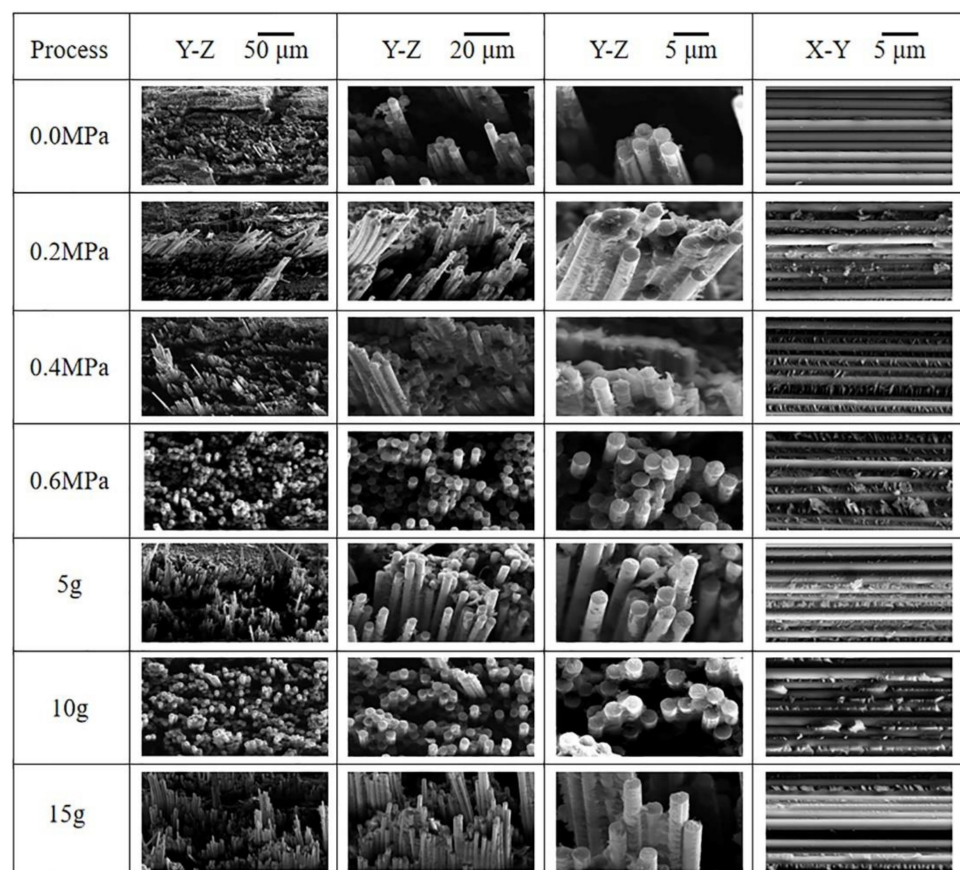 Process Y-Z 50 μm Y-Z 20 μm Y-Z 5 μm X-Y 5 μm
0.0MPa
0.2MPa
0.4MPa
0.6MPa
5g
10g
15g